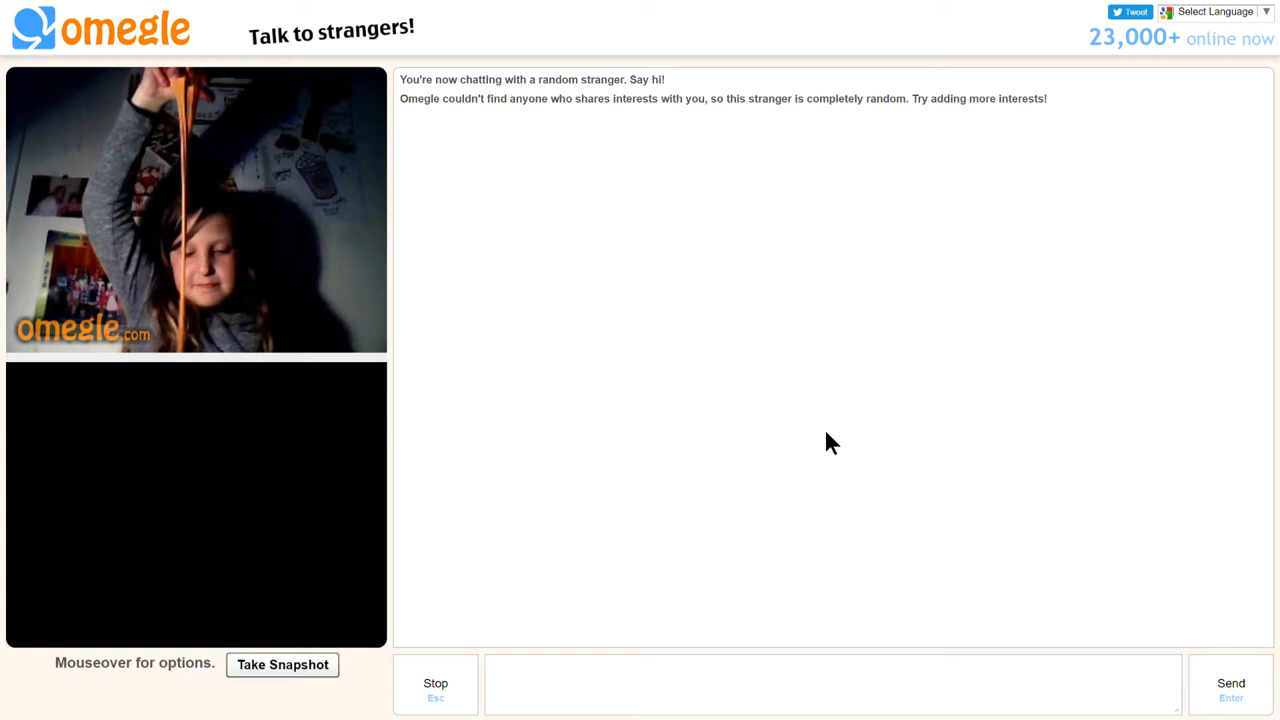 omegle
Talk to strangers!
Tweet
Select Language
23,000+ online now
You're now chatting with a random stranger. Say hi!
Omegle couldn't find anyone who shares interests with you, so this stranger is completely random. Try adding more interests!
omegle.com
Mouseover for options.
Take Snapshot
Stop
Esc
Send
Enter